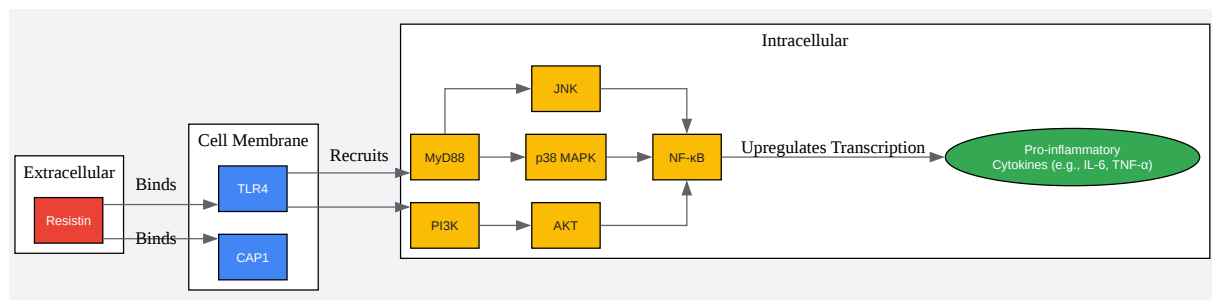 Intracellular
JNK
Cell Membrane
Recruits
MyD88
p38 MAPK
NF-κB
Upregulates Transcription
Pro-inflammatory
Cytokines (e.g., IL-6, TNF-α)
Extracellular
Binds
TLR4
Resistin
PI3K
AKT
Binds
CAP1